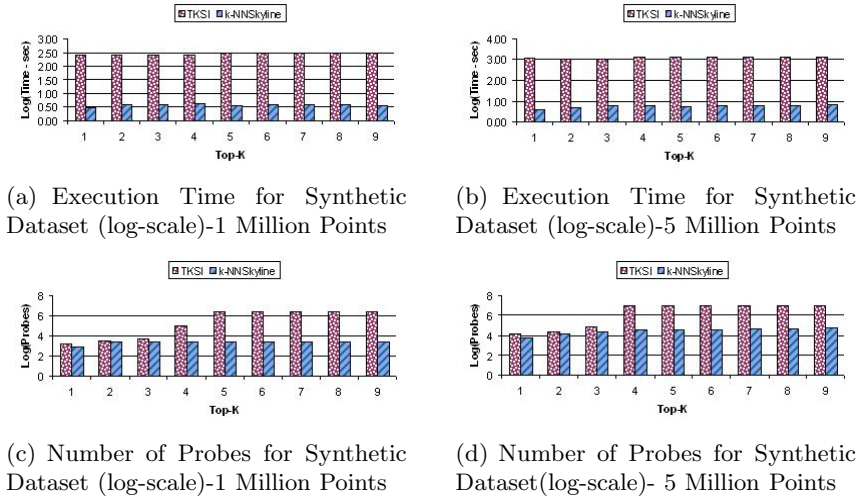 TKSI k-NNSkyline
Log(Time - sec)
3.00
2.50
2.00
1.50
1.00
0.50
0.00
1 2 3 4 5 6 7 8 9
Top-K
(a) Execution Time for Synthetic
Dataset (log-scale)-1 Million Points
TKSI k-NNSkyline
Log(Time - sec)
4.00
3.00
2.00
1.00
0.00
1 2 3 4 5 6 7 8 9
Top-K
(b) Execution Time for Synthetic
Dataset (log-scale)-5 Million Points
TKSI k-NNSkyline
Log(Probes)
8
6
4
2
0
1 2 3 4 5 6 7 8 9
Top-K
(c) Number of Probes for Synthetic
Dataset (log-scale)-1 Million Points
TKSI k-NNSkyline
Log(Probes)
8
6
4
2
0
1 2 3 4 5 6 7 8 9
Top-K
(d) Number of Probes for Synthetic
Dataset(log-scale)- 5 Million Points